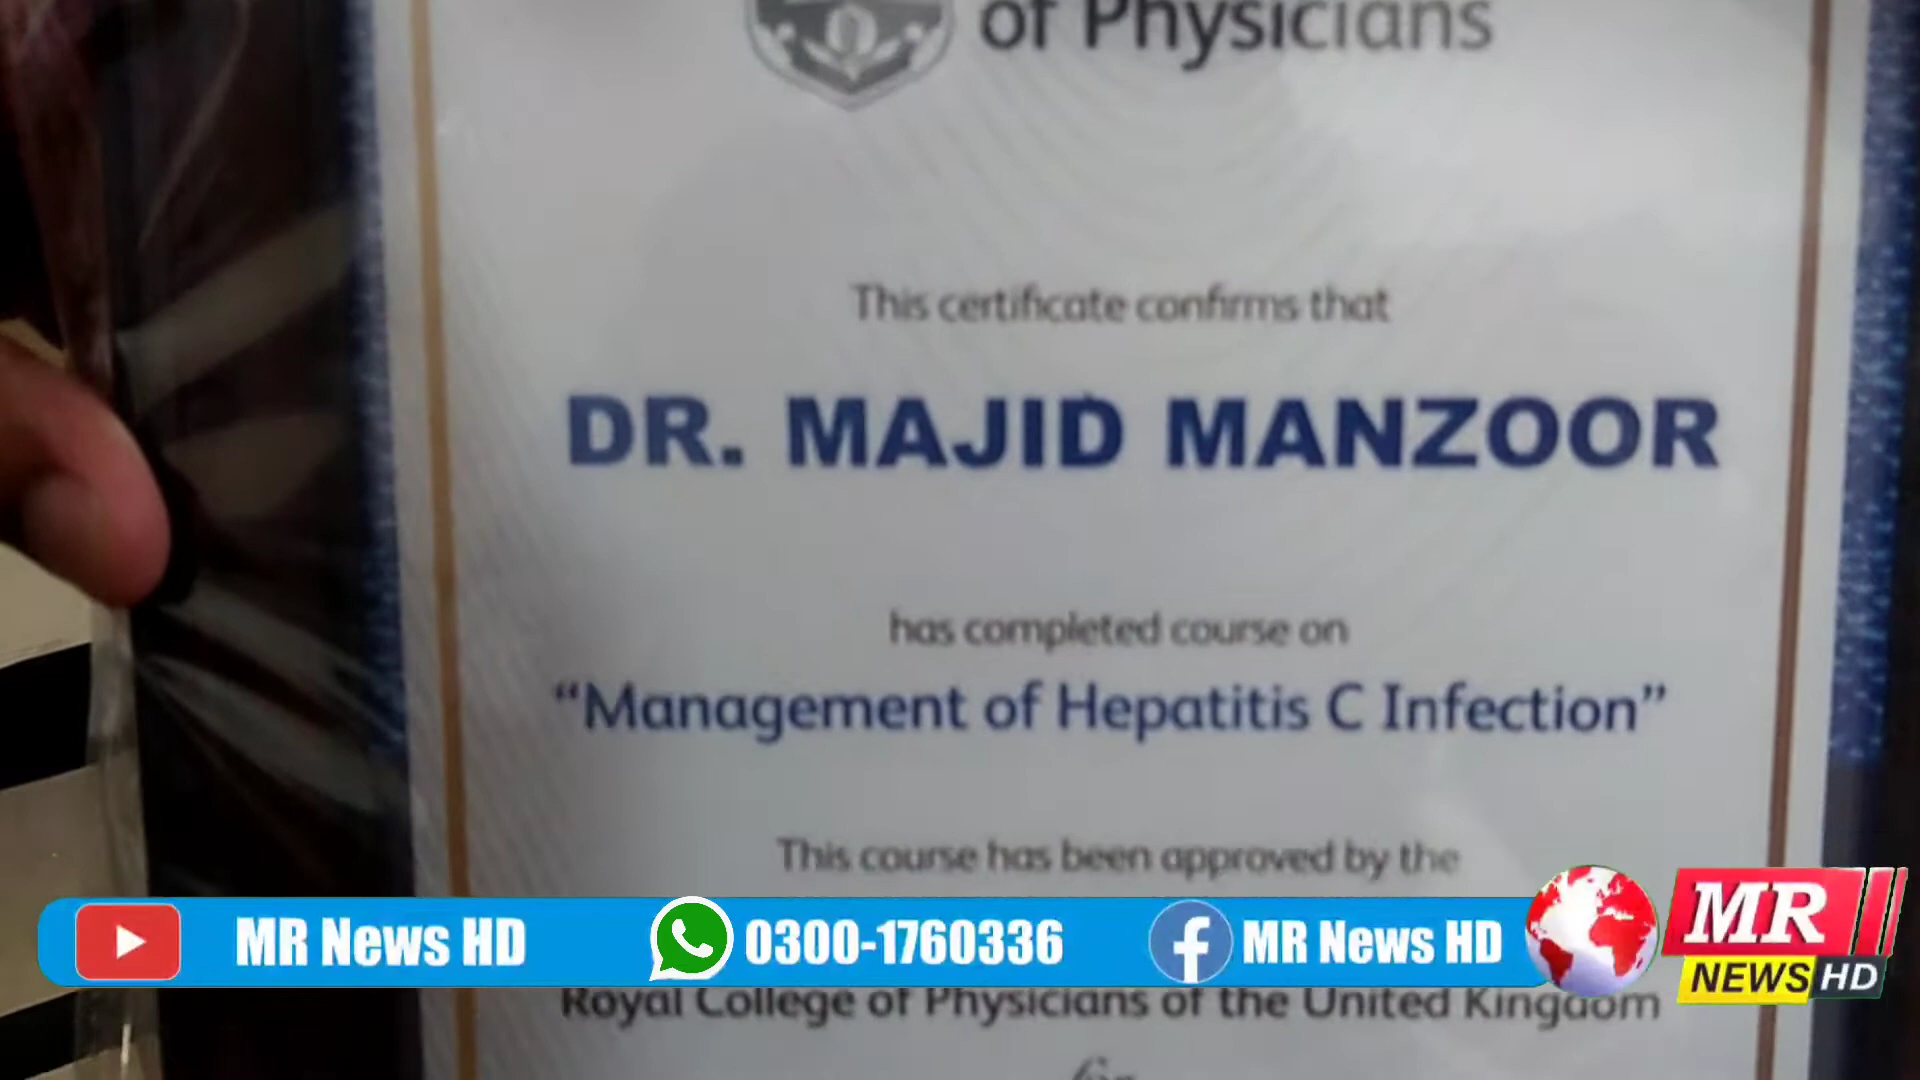 of Physicians
This certificate confirms that
DR. MAJID MANZOOR
has completed course on
“Management of Hepatitis C Infection”
This course has been approved by the
MR News HD
0300-1760336
MR News HD
MR
NEWS HD
Royal College of Physicians of the United Kingdom
for